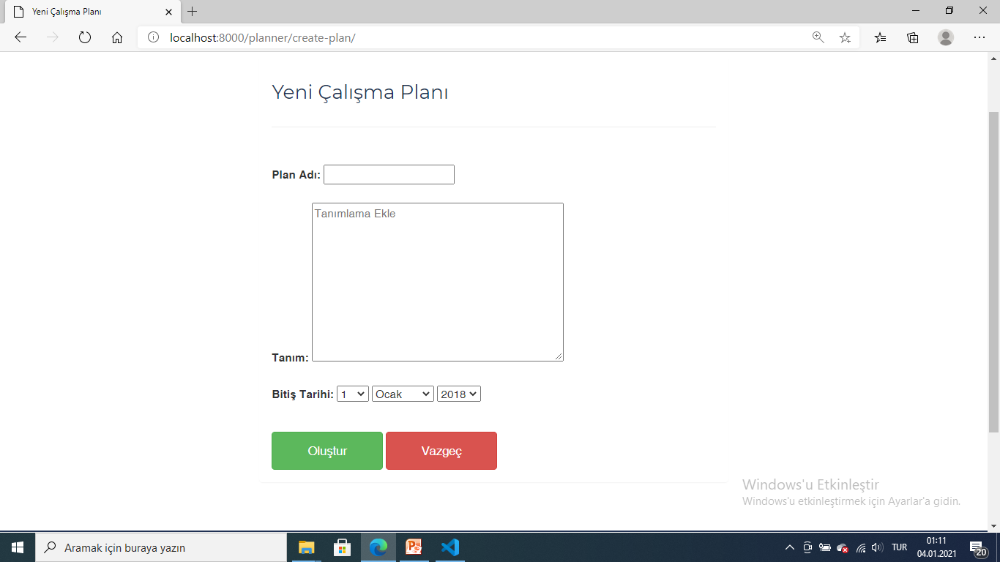 Yeni Çalışma Planı
localhost:8000/planner/create-plan/
Yeni Çalışma Planı
Plan Adı:
Tanımlama Ekle
Tanım:
Bitiş Tarihi: 1 Ocak 2018
Oluştur Vazgeç
Windows'u Etkinleştir
Windows'u etkinleştirmek için Ayarlar'a gidin.
Aramak için buraya yazın
TUR
01:11
04.01.2021
20